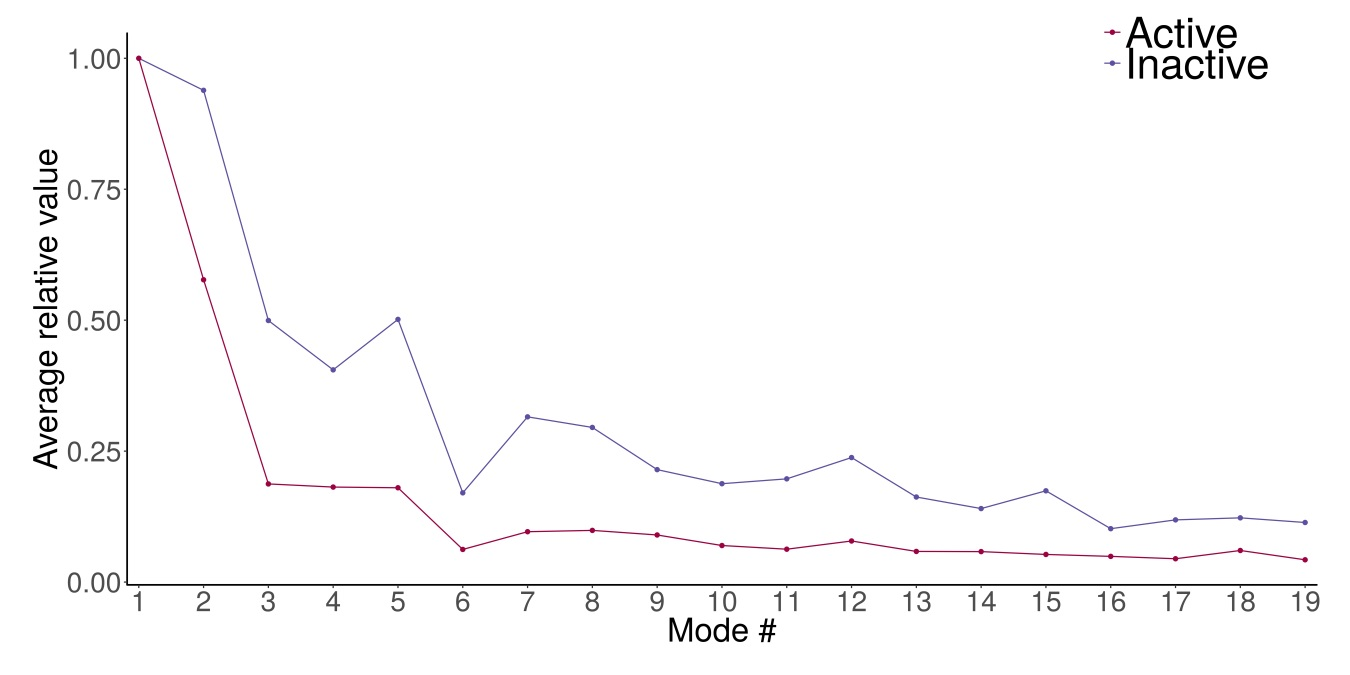 Active
Inactive
Average relative value
1.00
0.75
0.50
0.25
0.00
1 2 3 4 5 6 7 8 9 10 11 12 13 14 15 16 17 18 19
Mode #